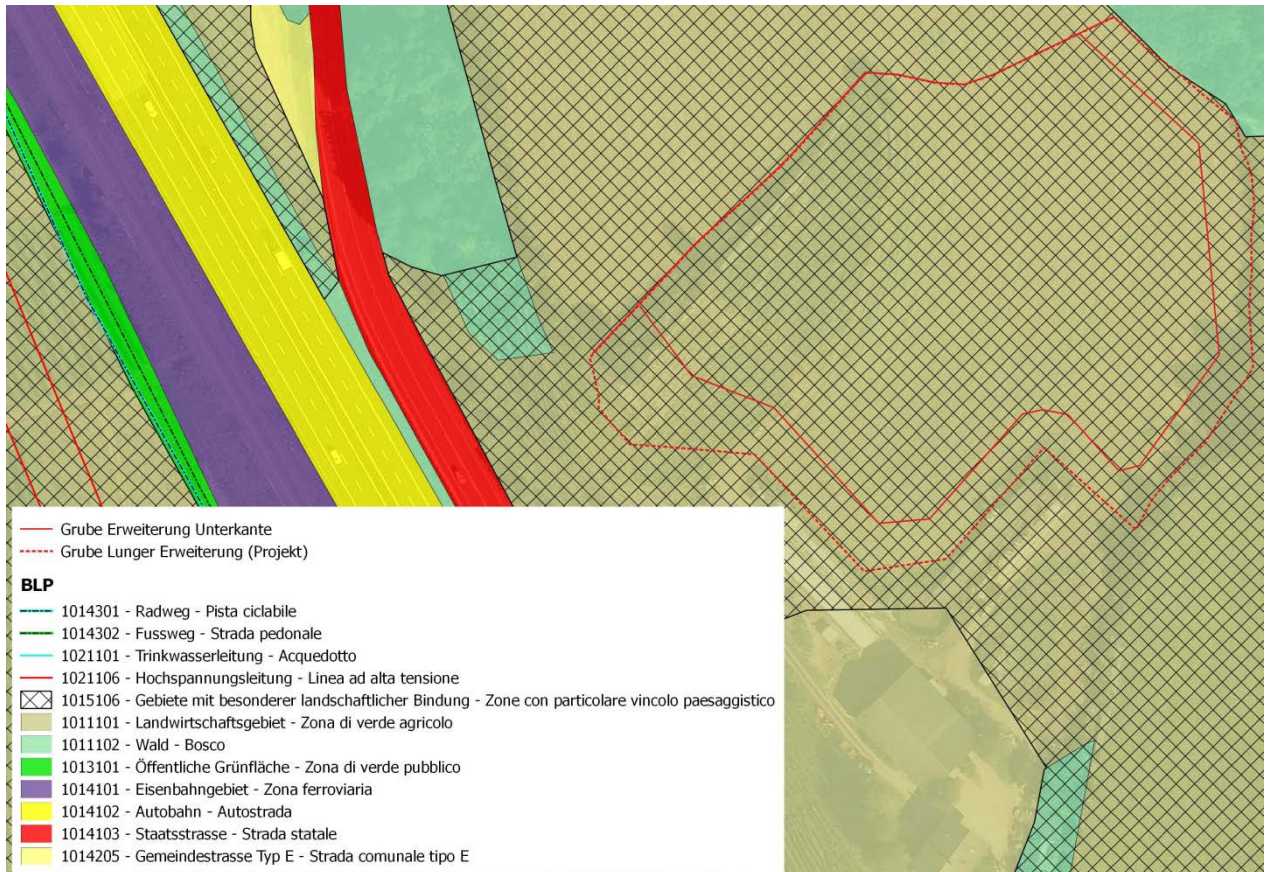 Grube Erweiterung Unterkante
Grube Lunger Erweiterung (Projekt)
BLP
1014301 - Radweg - Pista ciclabile
1014302 - Fussweg - Strada pedonale
1021101 - Trinkwasserleitung - Acquedotto
1021106 - Hochspannungsleitung - Linea ad alta tensione
1015106 - Gebiete mit besonderer landschaftlicher Bindung - Zone con particolare vincolo paesaggistico
1011101 - Landwirtschaftsgebiet - Zona di verde agricolo
1011102 - Wald - Bosco
1013101 - Öffentliche Grünfläche - Zona di verde pubblico
1014101 - Eisenbahngebiet - Zona ferroviaria
1014102 - Autobahn - Autostrada
1014103 - Staatsstrasse - Strada statale
1014205 - Gemeindestrasse Typ E - Strada comunale tipo E